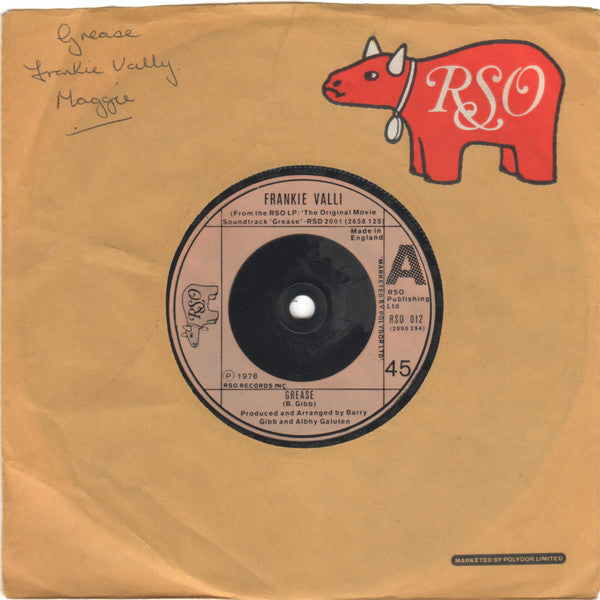 Grease
Frankie Vally.
Maggie
RSO
FRANKIE VALLI
(From the RSO LP: 'The Original Movie
Soundtrack 'Grease' - RSD 2001 (2658 125)
Made in
England
A
RSO
Publishing
Ltd
RSO 012
(2090 294)
'MARKETED BY POLYDOR LTD.'
RSO
45
Ⓟ 1978
RSO RECORDS INC
GREASE
(B. Gibb)
Produced and Arranged by Barry
Gibb and Albhy Galuten
MARKETED BY POLYDOR LIMITED